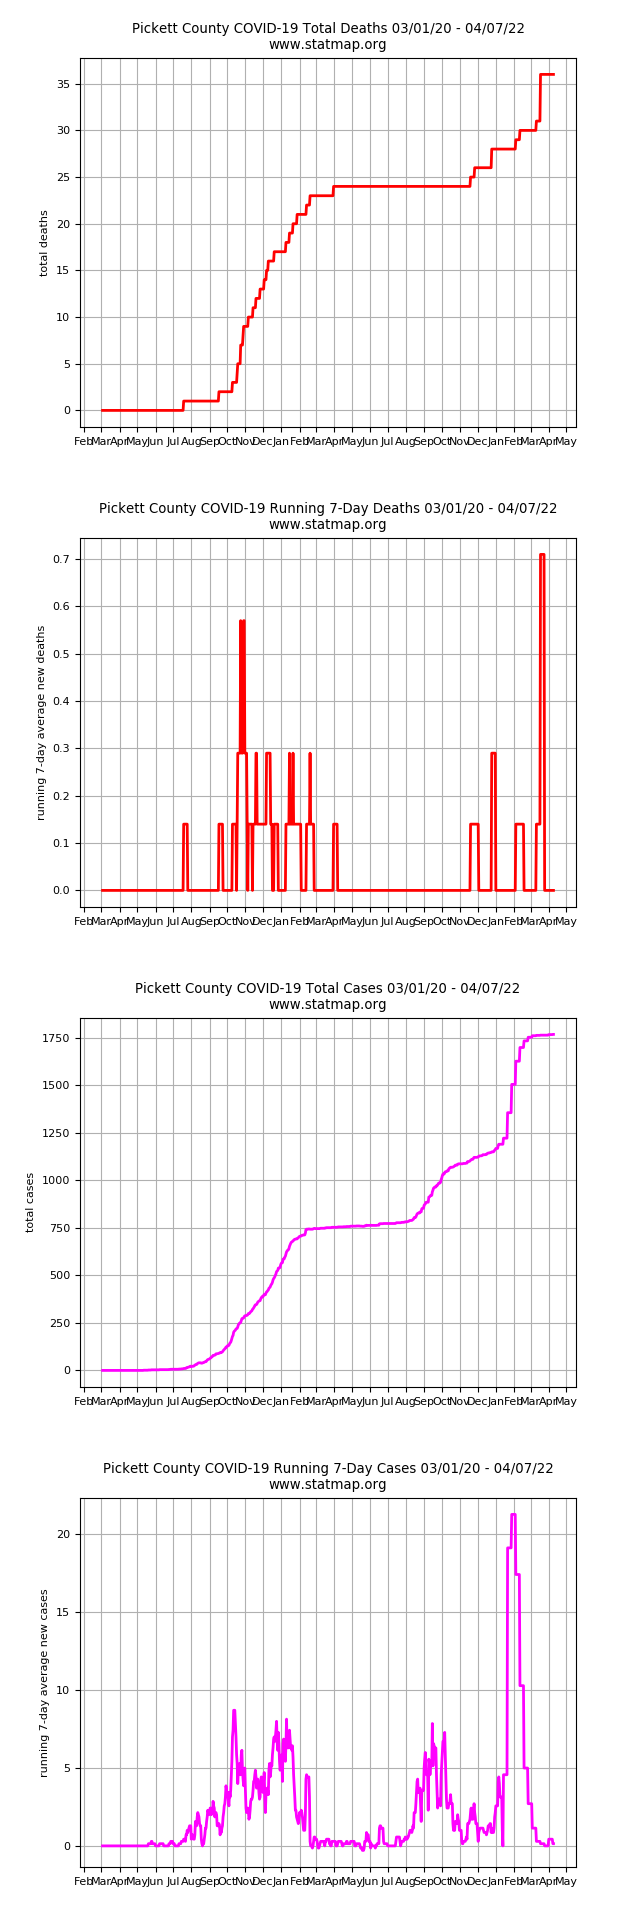 Pickett County COVID-19 Total Deaths 03/01/20 - 04/07/22
www.statmap.org
35
30
25
20
15
10
5
0
total deaths
Feb Mar Apr May Jun Jul Aug Sep Oct Nov Dec Jan Feb Mar Apr May Jun Jul Aug Sep Oct Nov Dec Jan Feb Mar Apr May
Pickett County COVID-19 Running 7-Day Deaths 03/01/20 - 04/07/22
www.statmap.org
0.7
0.6
0.5
0.4
0.3
0.2
0.1
0.0
running 7-day average new deaths
Feb Mar Apr May Jun Jul Aug Sep Oct Nov Dec Jan Feb Mar Apr May Jun Jul Aug Sep Oct Nov Dec Jan Feb Mar Apr May
Pickett County COVID-19 Total Cases 03/01/20 - 04/07/22
www.statmap.org
1750
1500
1250
1000
750
500
250
0
total cases
Feb Mar Apr May Jun Jul Aug Sep Oct Nov Dec Jan Feb Mar Apr May Jun Jul Aug Sep Oct Nov Dec Jan Feb Mar Apr May
Pickett County COVID-19 Running 7-Day Cases 03/01/20 - 04/07/22
www.statmap.org
20
15
10
5
0
running 7-day average new cases
Feb Mar Apr May Jun Jul Aug Sep Oct Nov Dec Jan Feb Mar Apr May Jun Jul Aug Sep Oct Nov Dec Jan Feb Mar Apr May